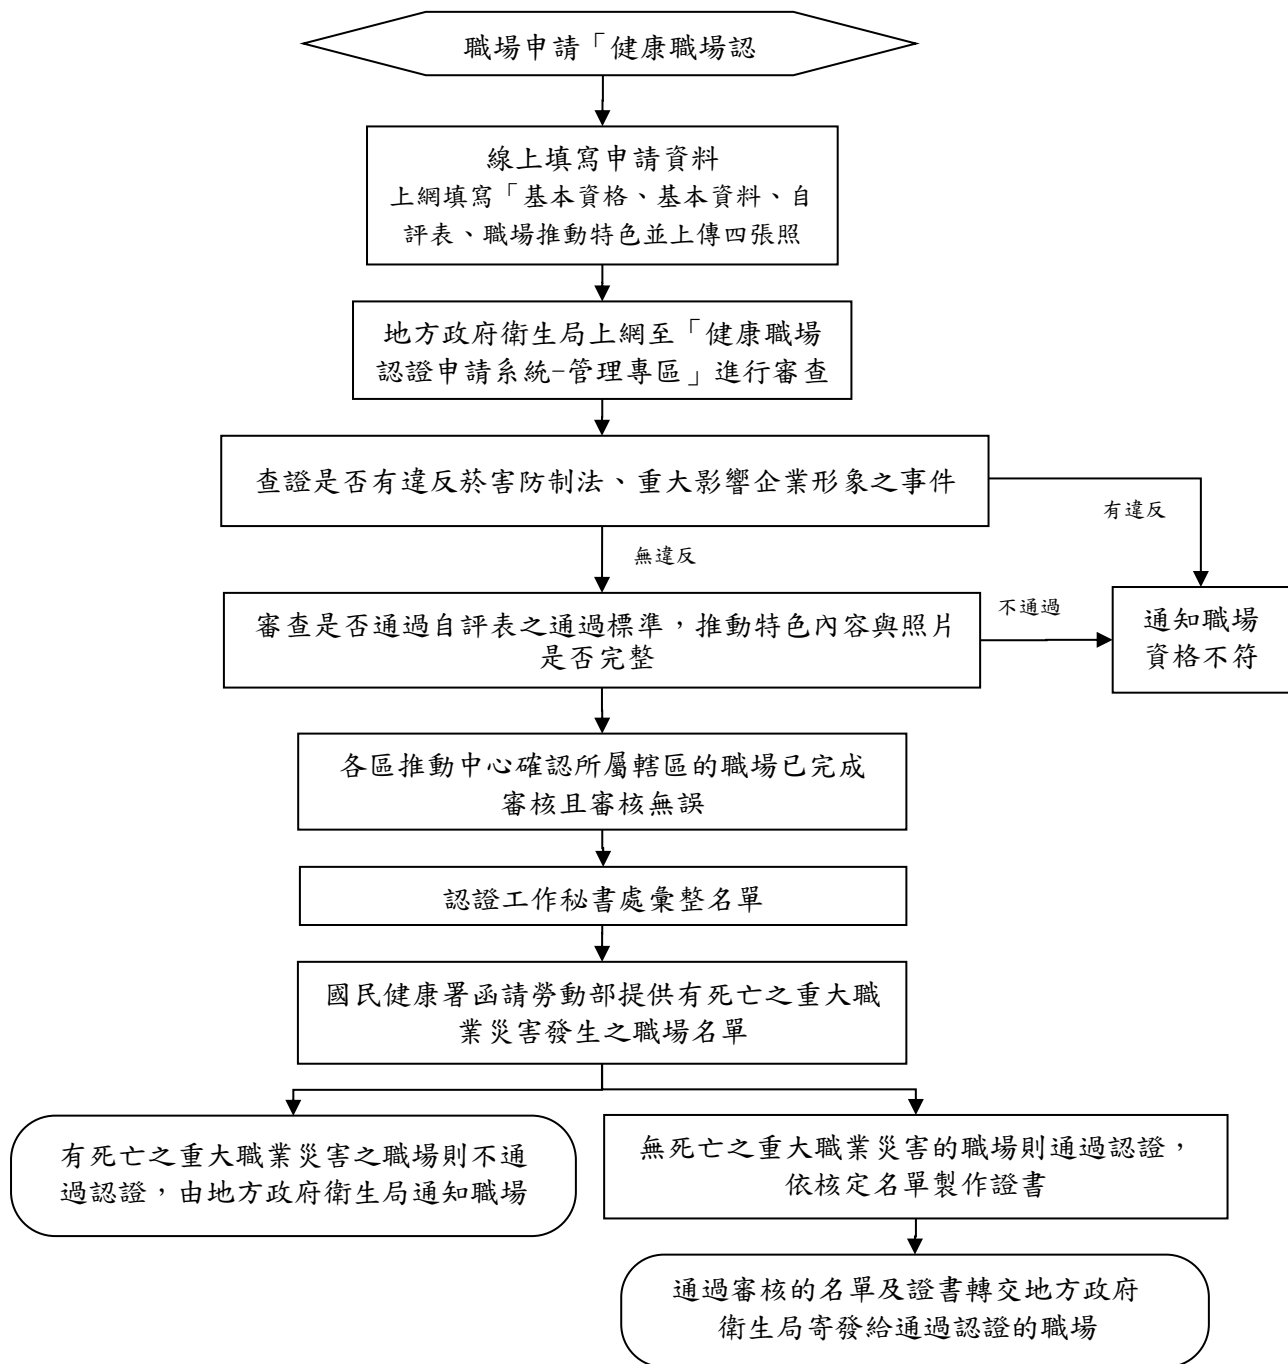 職場申請「健康職場認
線上填寫申請資料
上網填寫「基本資格、基本資料、自
評表、職場推動特色並上傳四張照
地方政府衛生局上網至「健康職場
認證申請系統-管理專區」進行審查
查證是否有違反菸害防制法、重大影響企業形象之事件
有違反
無違反
審查是否通過自評表之通過標準，推動特色內容與照片
是否完整
不通過
通知職場
資格不符
各區推動中心確認所屬轄區的職場已完成
審核且審核無誤
認證工作秘書處彙整名單
國民健康署函請勞動部提供有死亡之重大職
業災害發生之職場名單
有死亡之重大職業災害之職場則不通
過認證，由地方政府衛生局通知職場
無死亡之重大職業災害的職場則通過認證，
依核定名單製作證書
通過審核的名單及證書轉交地方政府
衛生局寄發給通過認證的職場